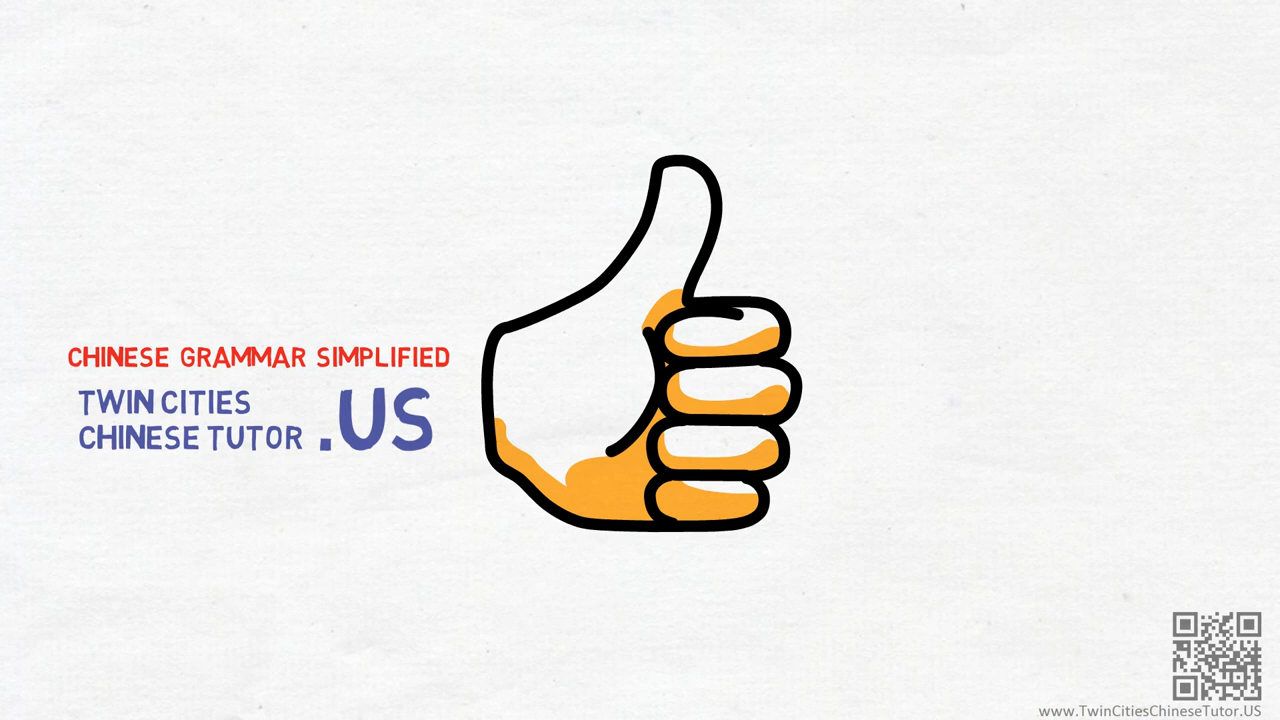 CHINESE GRAMMAR SIMPLIFIED
TWIN CITIES
CHINESE TUTOR .US
www.TwinCitiesChineseTutor.US